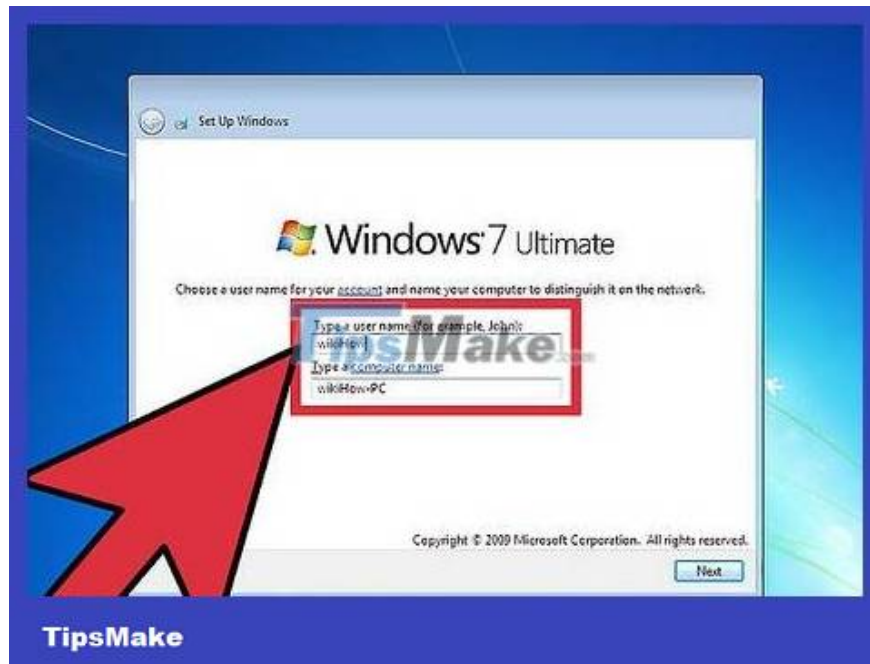 Set Up Windows
Windows 7 Ultimate
Choose a user name for your account and name your computer to distinguish it on the network.
Type a user name (for example, John):
wikiHow
TipsMake.com
Type a computer name:
wikiHow-PC
Copyright © 2009 Microsoft Corporation. All rights reserved.
Next
TipsMake